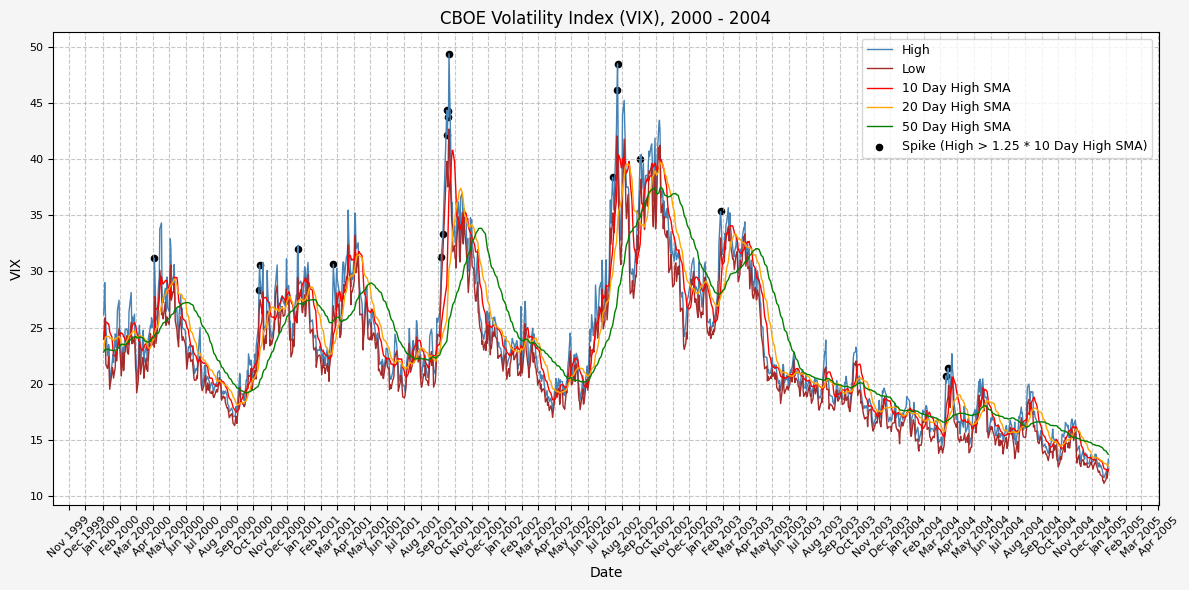 CBOE Volatility Index (VIX), 2000 - 2004
High
Low
10 Day High SMA
20 Day High SMA
50 Day High SMA
Spike (High > 1.25 * 10 Day High SMA)
VIX
50
45
40
35
30
25
20
15
10
Nov 1999
Dec 1999
Jan 2000
Feb 2000
Mar 2000
Apr 2000
May 2000
Jun 2000
Jul 2000
Aug 2000
Sep 2000
Oct 2000
Nov 2000
Dec 2000
Jan 2001
Feb 2001
Mar 2001
Apr 2001
May 2001
Jun 2001
Jul 2001
Aug 2001
Sep 2001
Oct 2001
Nov 2001
Dec 2001
Jan 2002
Feb 2002
Mar 2002
Apr 2002
May 2002
Jun 2002
Jul 2002
Aug 2002
Sep 2002
Oct 2002
Nov 2002
Dec 2002
Jan 2003
Feb 2003
Mar 2003
Apr 2003
May 2003
Jun 2003
Jul 2003
Aug 2003
Sep 2003
Oct 2003
Nov 2003
Dec 2003
Jan 2004
Feb 2004
Mar 2004
Apr 2004
May 2004
Jun 2004
Jul 2004
Aug 2004
Sep 2004
Oct 2004
Nov 2004
Dec 2004
Jan 2005
Feb 2005
Mar 2005
Apr 2005
Date